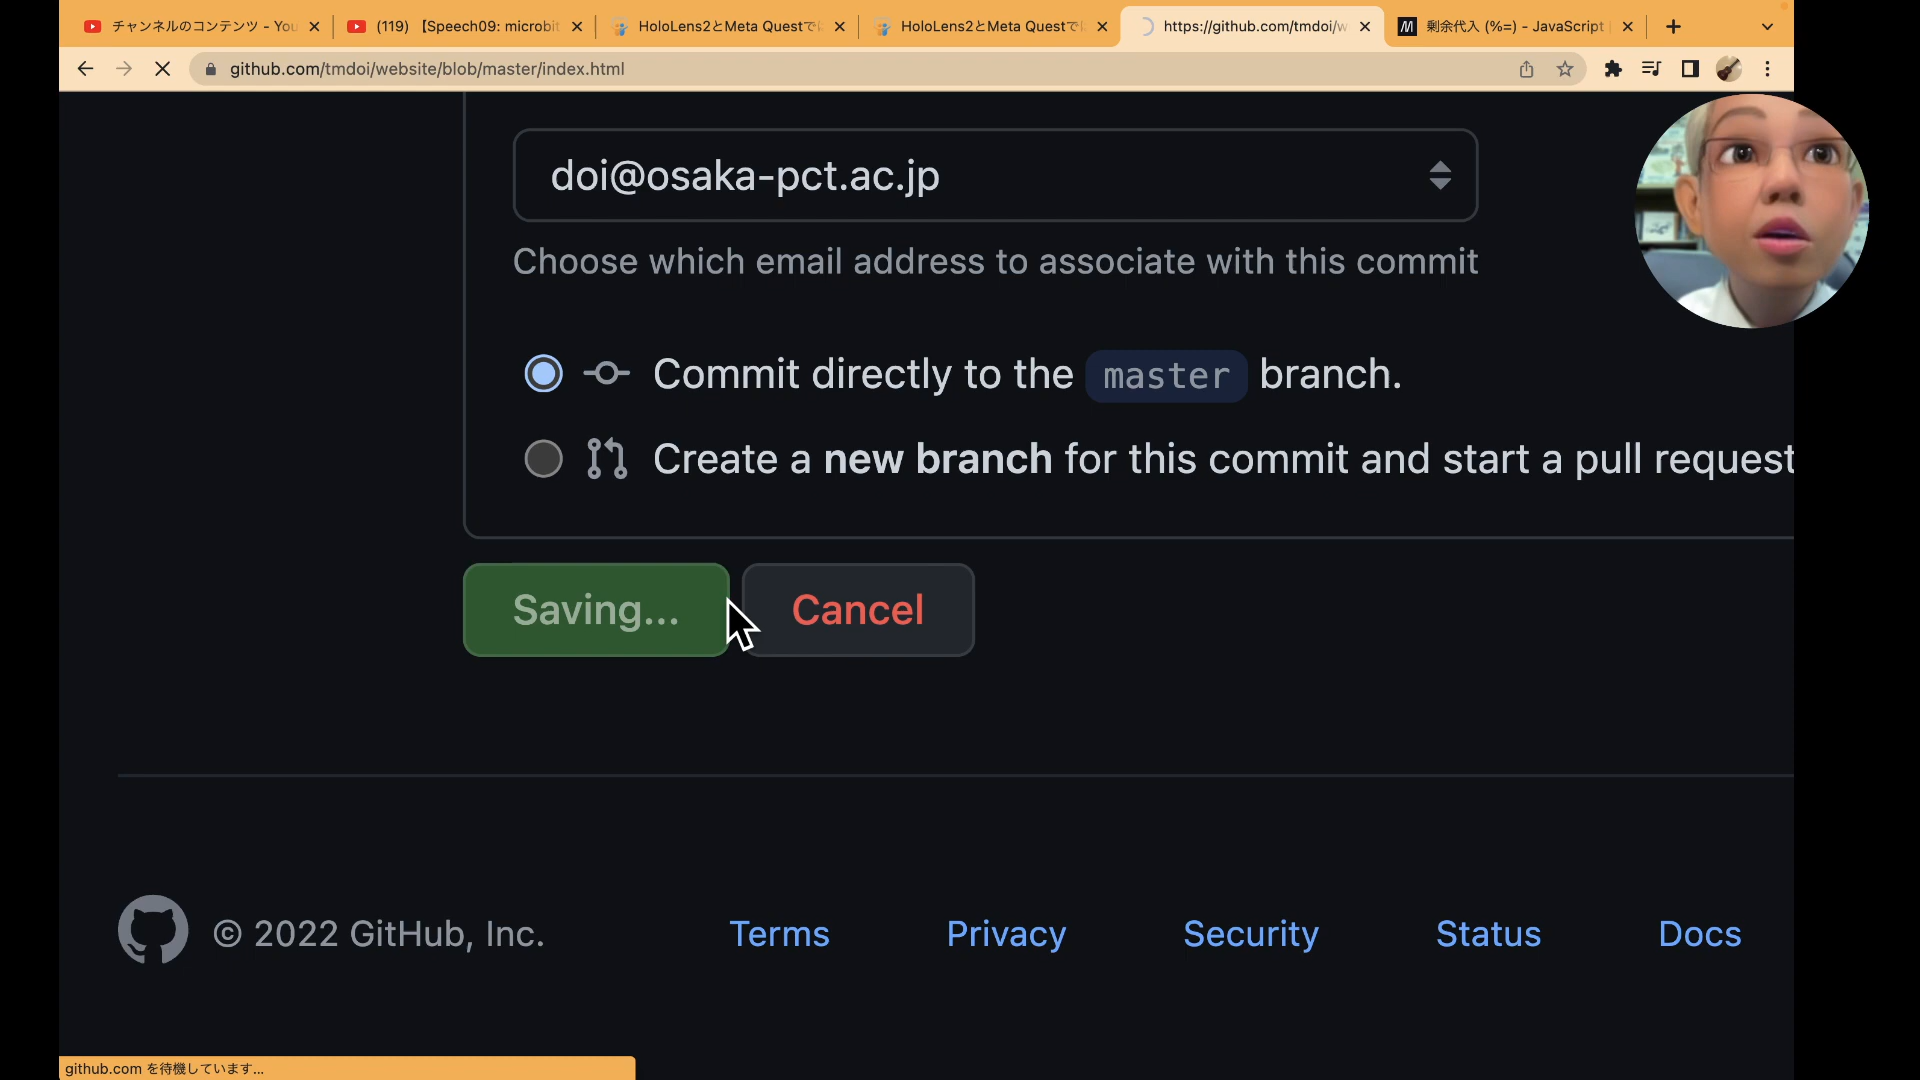 チャンネルのコンテンツ - You
(119) 【Speech09: microbit
HoloLens2とMeta Questでは
HoloLens2とMeta Questでは
https://github.com/tmdoi/w
剰余代入 (%=) - JavaScript
github.com/tmdoi/website/blob/master/index.html
doi@osaka-pct.ac.jp
Choose which email address to associate with this commit
Commit directly to the master branch.
Create a new branch for this commit and start a pull request
Saving...
Cancel
© 2022 GitHub, Inc.
Terms
Privacy
Security
Status
Docs
github.com を待機しています...